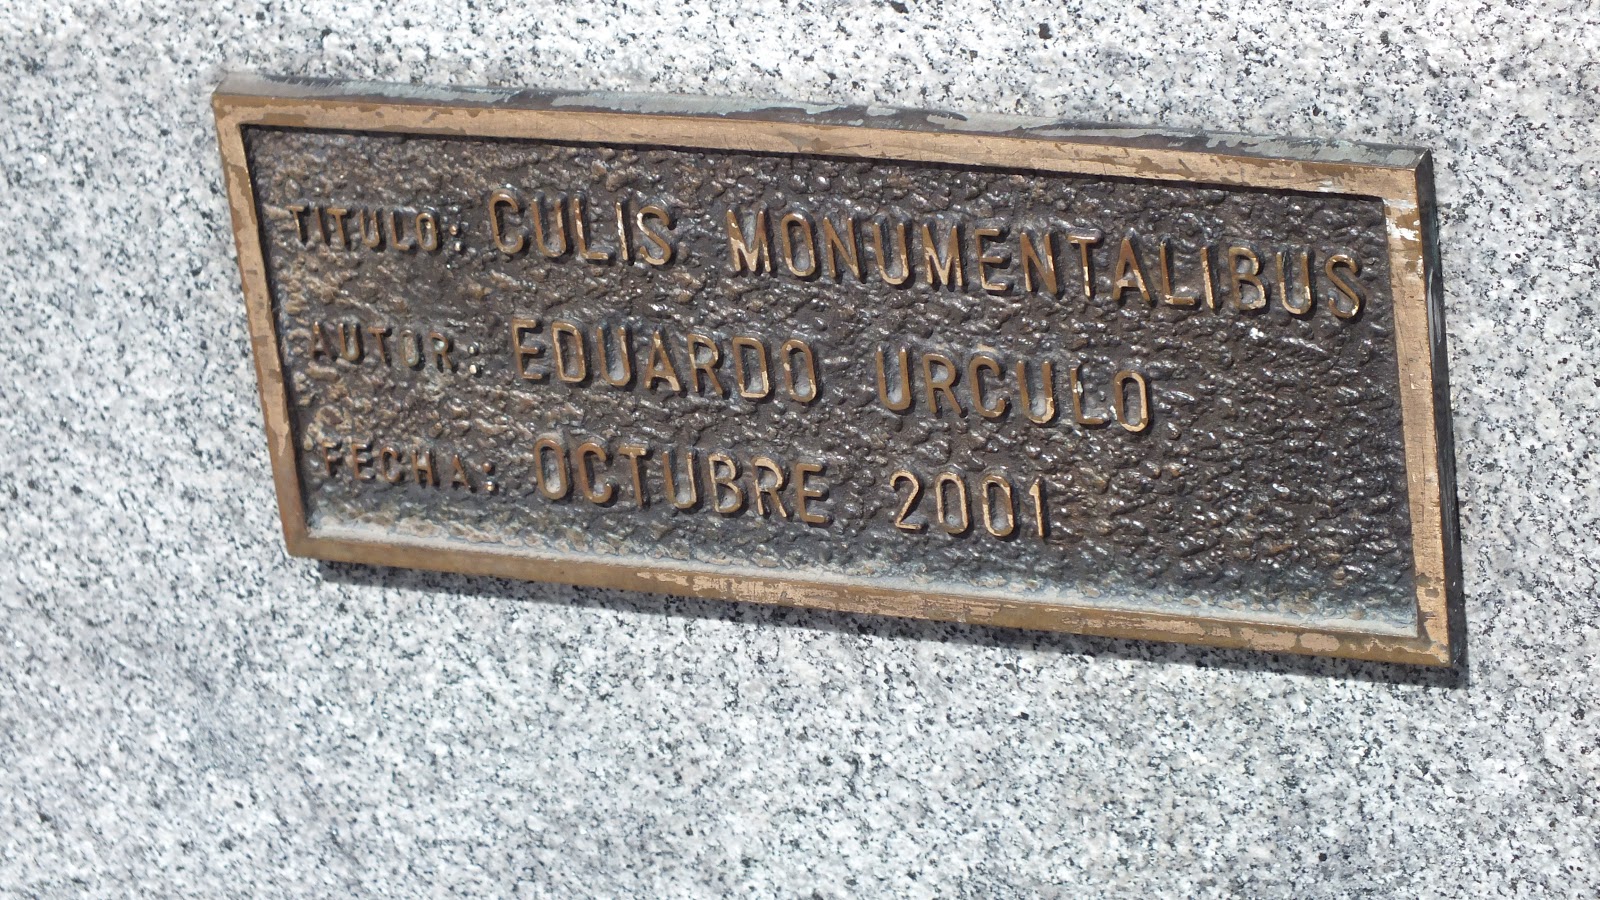 TITULO: CULIS MONUMENTALIBUS
AUTOR: EDUARDO URCULO
FECHA: OCTUBRE 2001